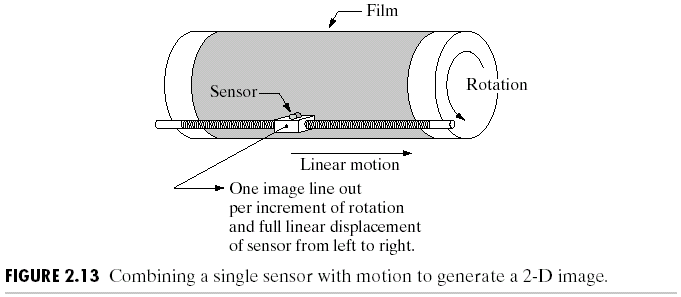 Film
Sensor
Rotation
Linear motion
One image line out
per increment of rotation
and full linear displacement
of sensor from left to right.
FIGURE 2.13 Combining a single sensor with motion to generate a 2-D image.